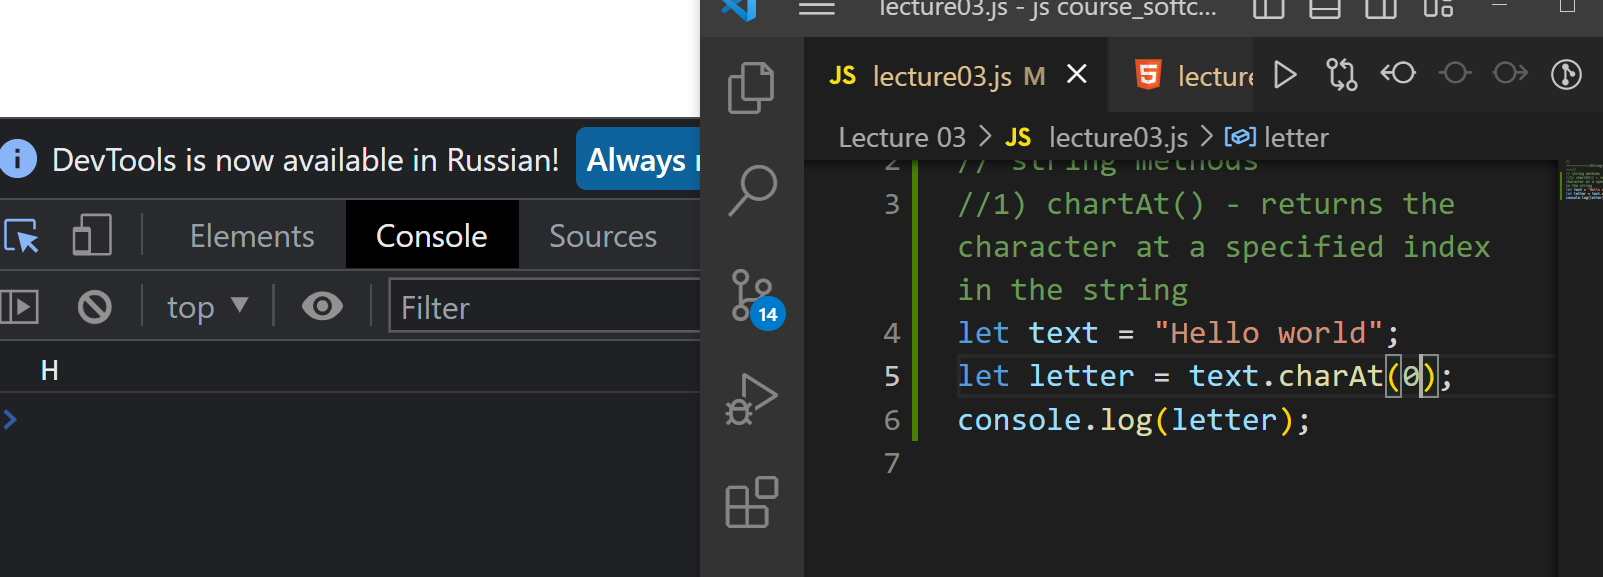 DevTools is now available in Russian!
Always
Elements
Console
Sources
top
Filter
H
lecture03.js - js course_softc...
JS lecture03.js M
lecture
Lecture 03 > JS lecture03.js > letter
14
2 // string methods
3 //1) chartAt() - returns the
character at a specified index
in the string
4 let text = "Hello world";
5 let letter = text.charAt(0);
6 console.log(letter);
7